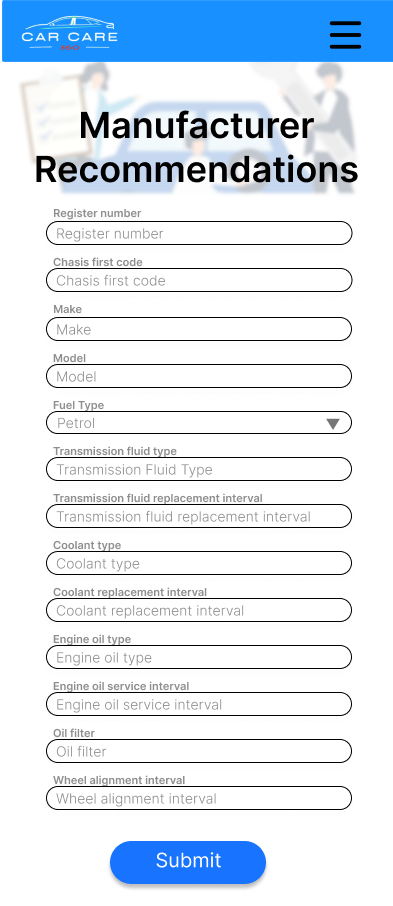 CAR CARE
Manufacturer
Recommendations
Register number
Register number
Chasis first code
Chasis first code
Make
Make
Model
Model
Fuel Type
Petrol
Transmission fluid type
Transmission Fluid Type
Transmission fluid replacement interval
Transmission fluid replacement interval
Coolant type
Coolant type
Coolant replacement interval
Coolant replacement interval
Engine oil type
Engine oil type
Engine oil service interval
Engine oil service interval
Oil filter
Oil filter
Wheel alignment interval
Wheel alignment interval
Submit